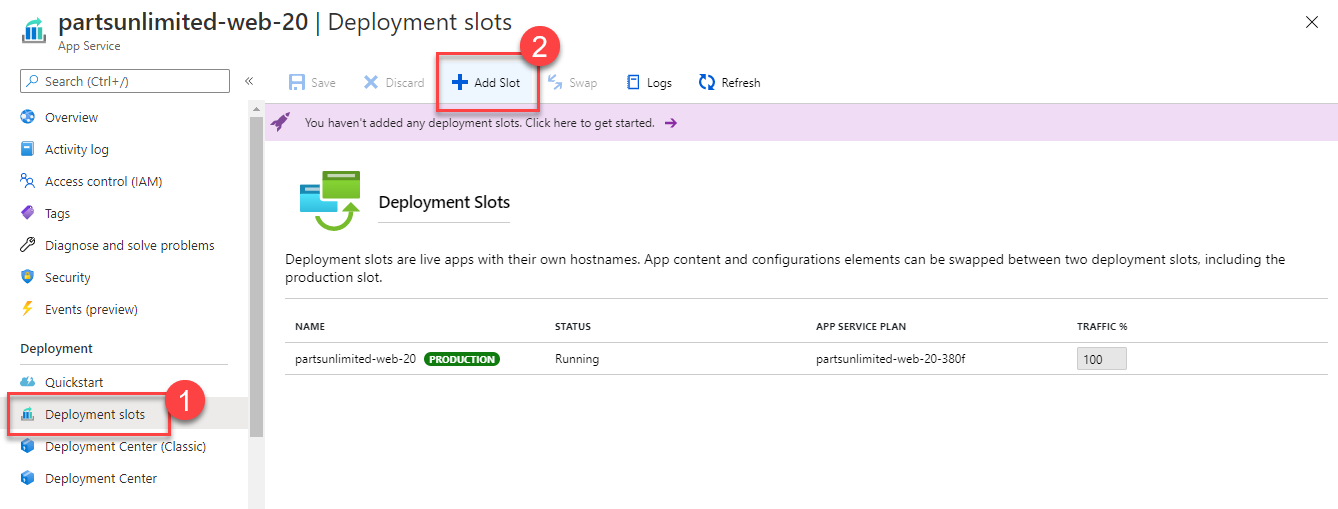 partsunlimited-web-20 | Deployment slots
App Service
2
Search (Ctrl+/)
«
Save
Discard
Add Slot
Swap
Logs
Refresh
You haven't added any deployment slots. Click here to get started.
Overview
Activity log
Access control (IAM)
Tags
Diagnose and solve problems
Security
Events (preview)
Deployment
Quickstart
Deployment slots
1
Deployment Center (Classic)
Deployment Center
Deployment Slots
Deployment slots are live apps with their own hostnames. App content and configurations elements can be swapped between two deployment slots, including the
production slot.
NAME STATUS APP SERVICE PLAN TRAFFIC %
partsunlimited-web-20 PRODUCTION Running partsunlimited-web-20-380f 100